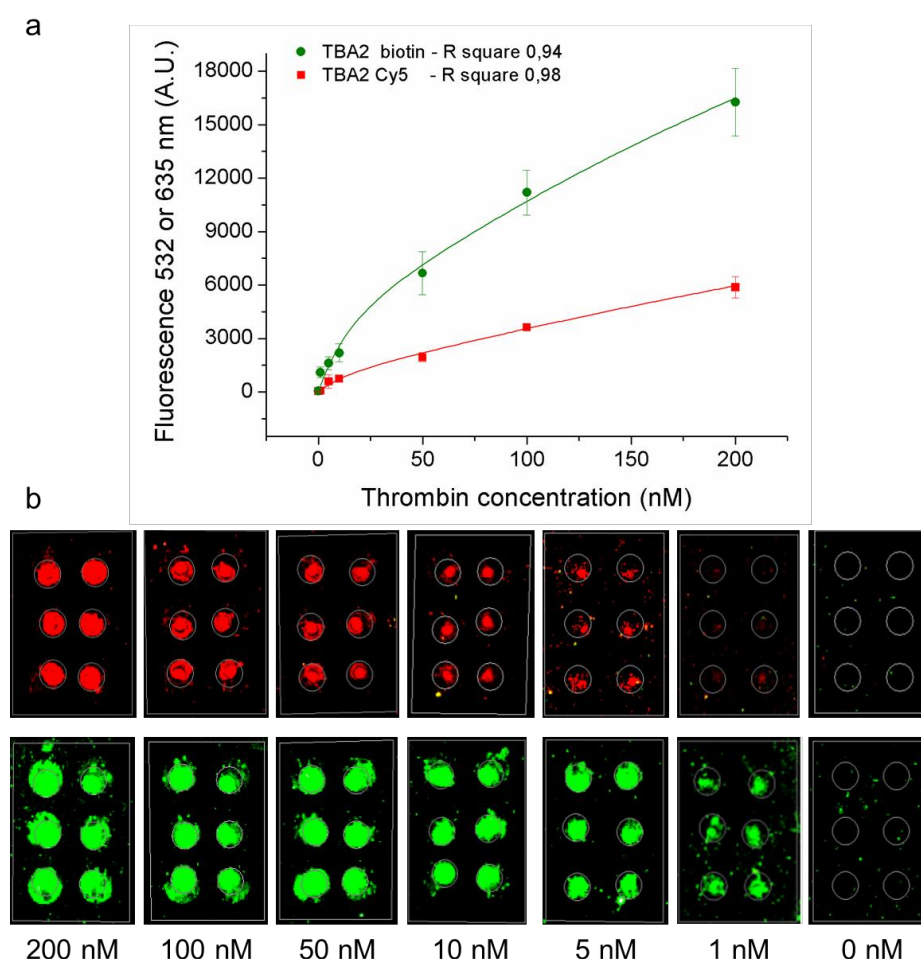 a
TBA2 biotin - R square 0,94
TBA2 Cy5 - R square 0,98
Fluorescence 532 or 635 nm (A.U.)
18000
15000
12000
9000
6000
3000
0
0 50 100 150 200
Thrombin concentration (nM)
b
200 nM 100 nM 50 nM 10 nM 5 nM 1 nM 0 nM